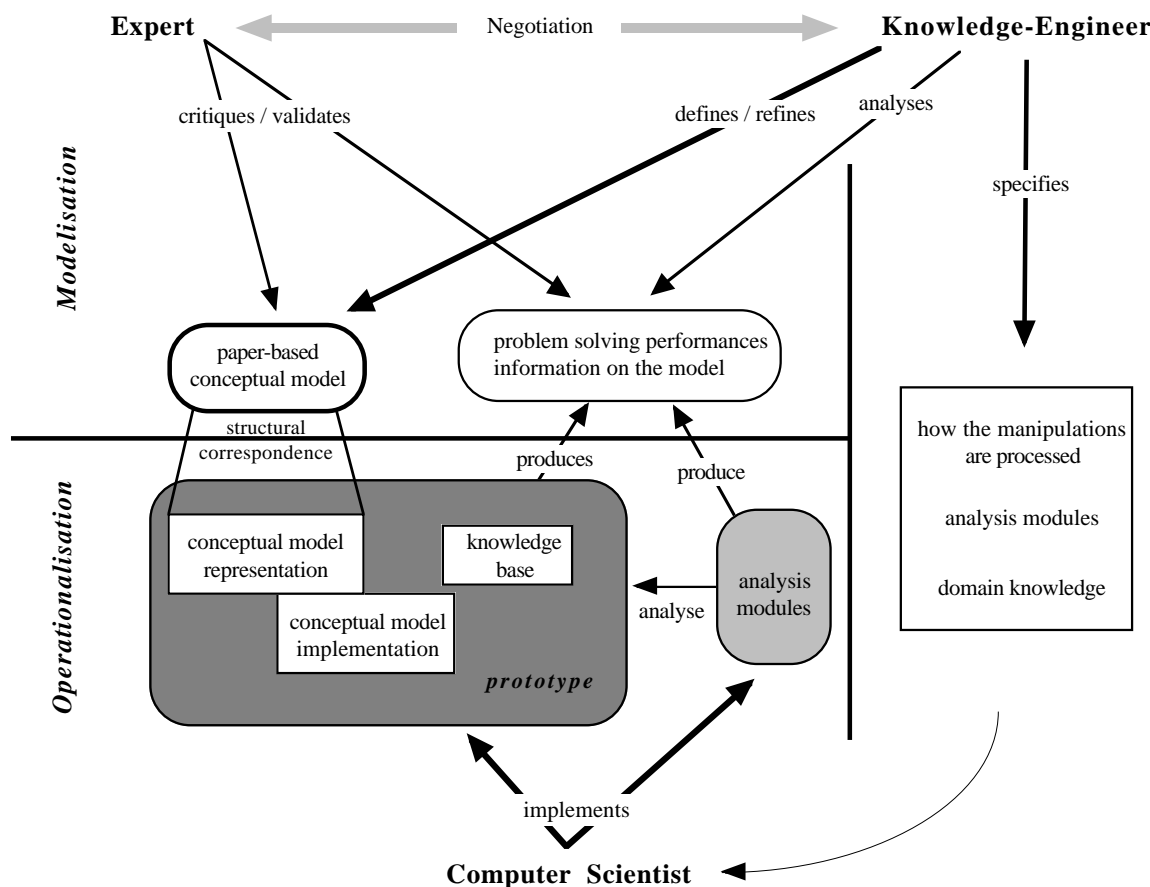 Expert
Negotiation
Knowledge-Engineer
critiques / validates
defines / refines
analyses
specifies
Modelisation
paper-based
conceptual model
problem solving performances
information on the model
structural
correspondence
produces
produce
how the manipulations
are processed
analysis modules
domain knowledge
Operationalisation
conceptual model
representation
knowledge
base
conceptual model
implementation
prototype
analyse
analysis
modules
implements
Computer Scientist